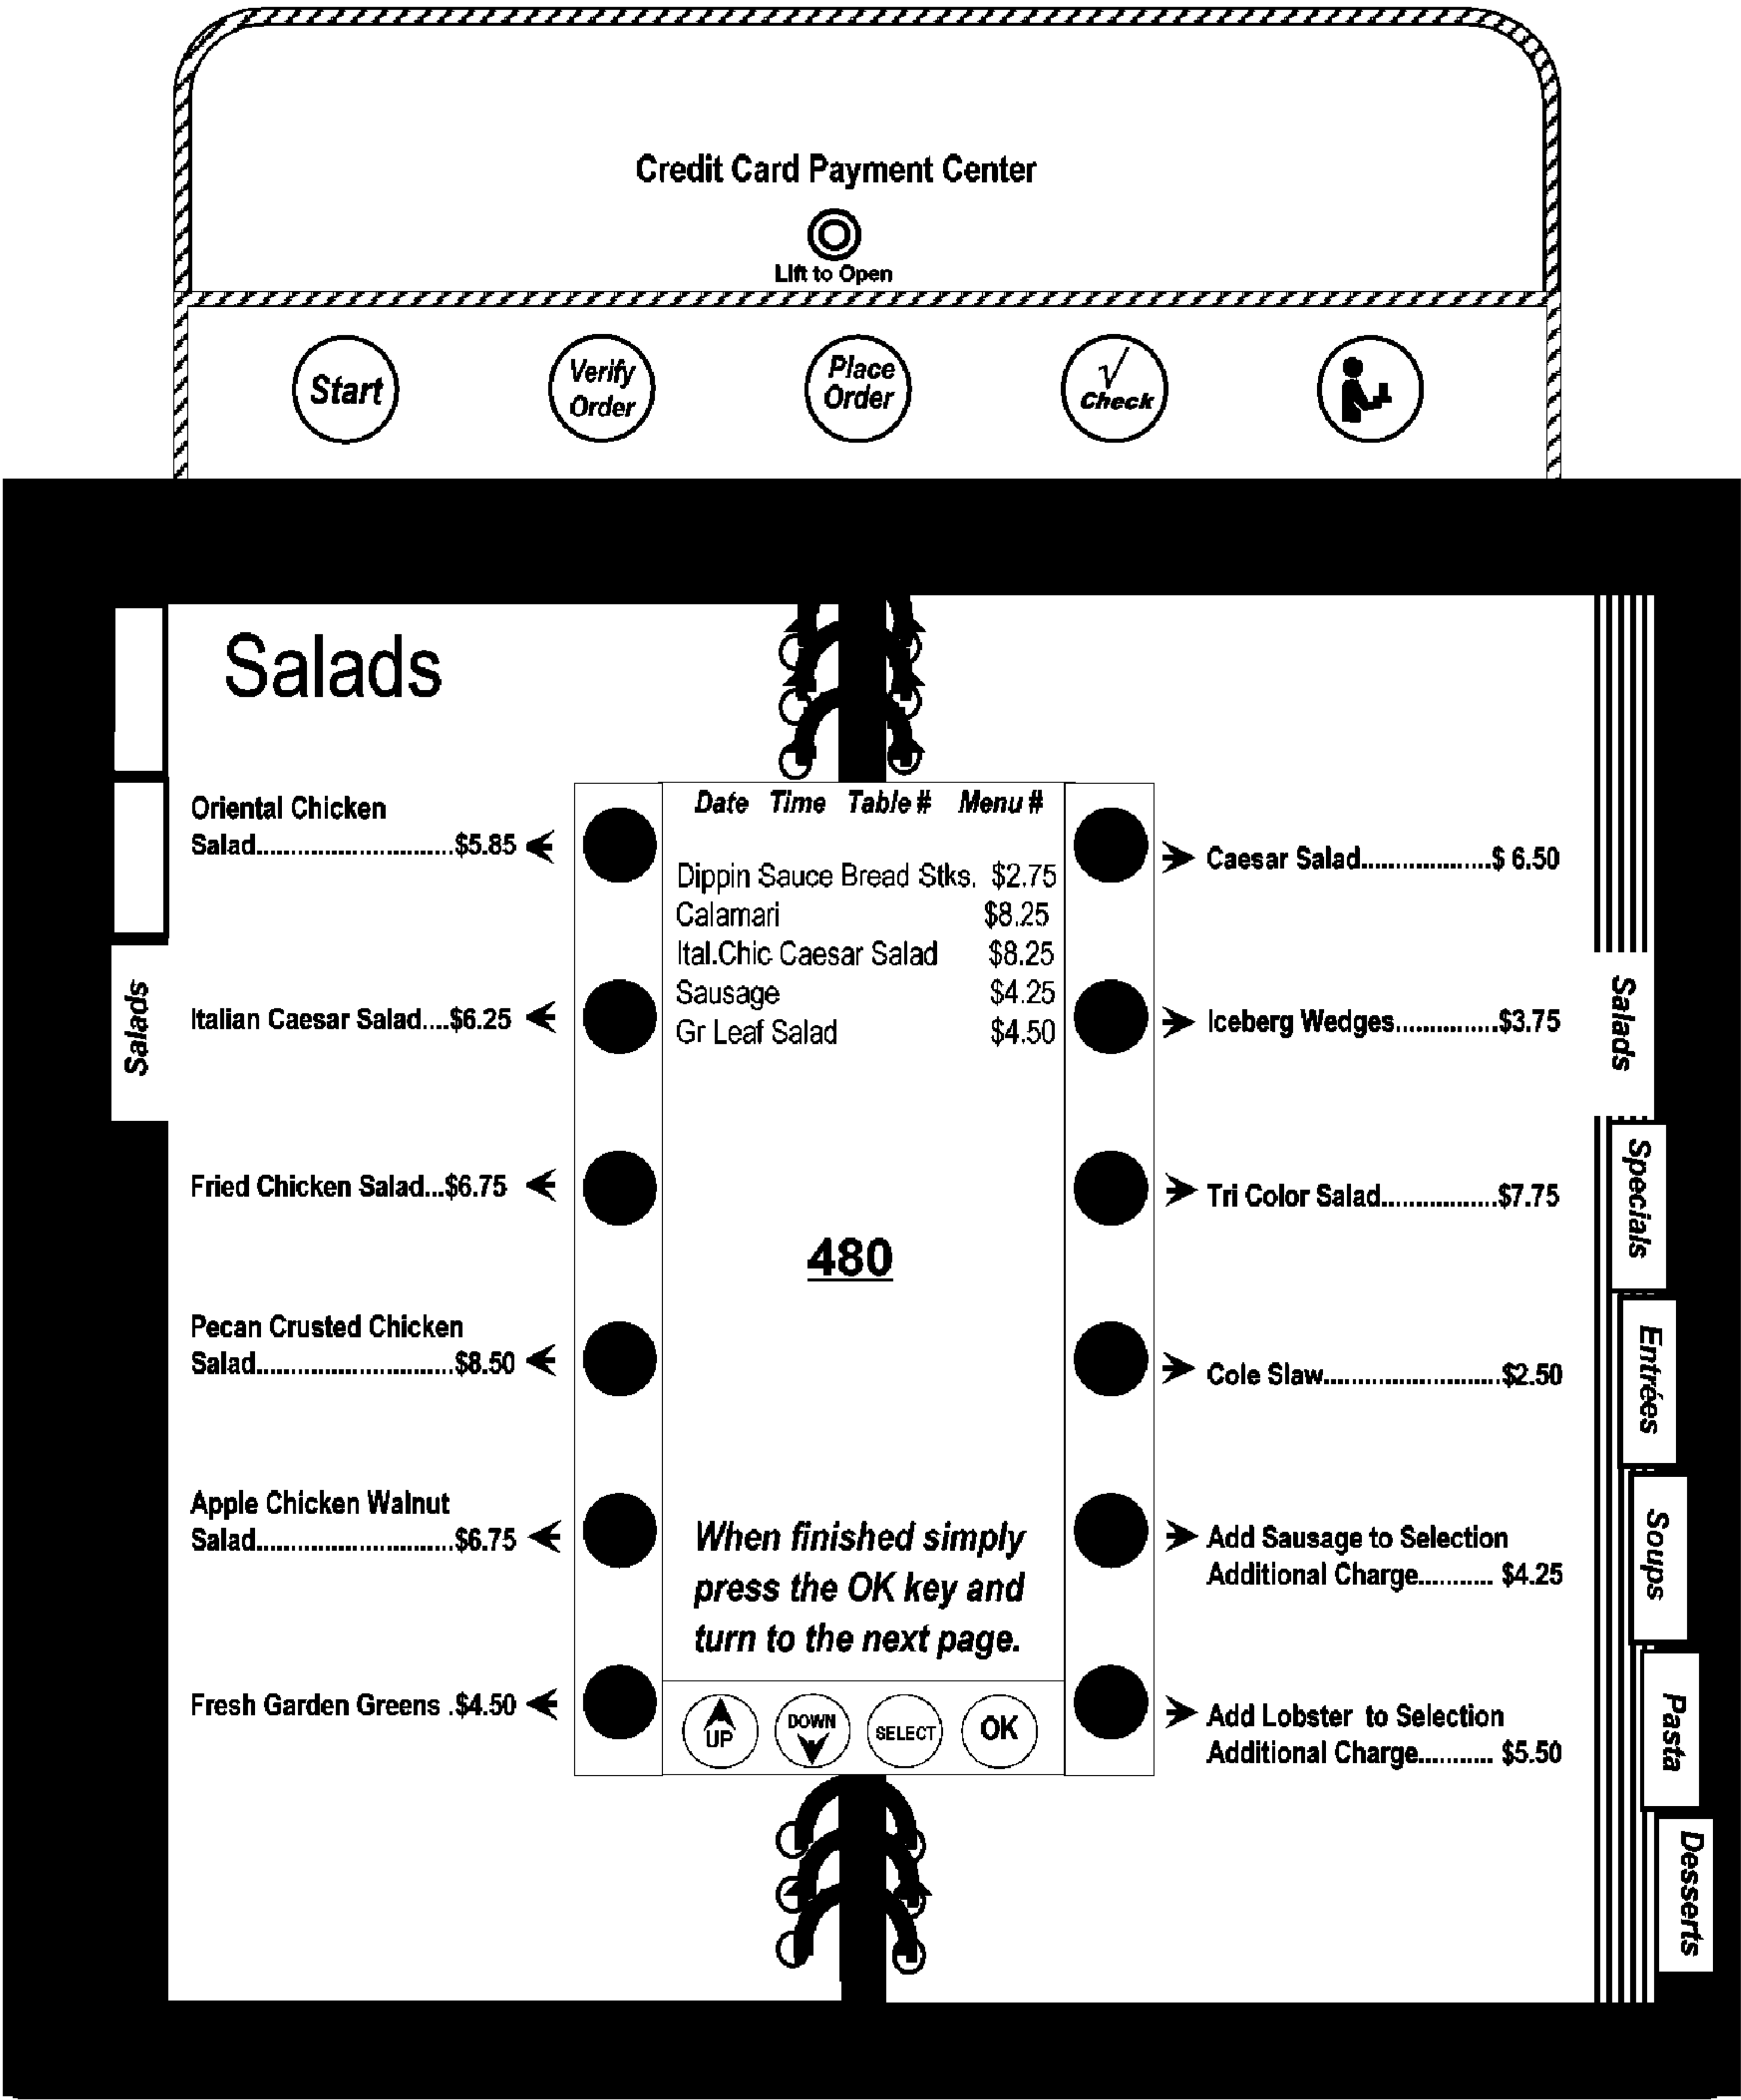 Credit Card Payment Center
Lift to Open
Start
Verify
Order
Place
Order
√
Check
Salads
Oriental Chicken
Salad.............................$5.85
Italian Caesar Salad....$6.25
Fried Chicken Salad...$6.75
Pecan Crusted Chicken
Salad.............................$8.50
Apple Chicken Walnut
Salad.............................$6.75
Fresh Garden Greens .$4.50
Salads
Date Time Table # Menu #
Dippin Sauce Bread Stks. $2.75
Calamari $8.25
Ital.Chic Caesar Salad $8.25
Sausage $4.25
Gr Leaf Salad $4.50
480
When finished simply
press the OK key and
turn to the next page.
UP
DOWN
SELECT
OK
Caesar Salad...................$ 6.50
Iceberg Wedges...............$3.75
Tri Color Salad.................$7.75
Cole Slaw..........................$2.50
Add Sausage to Selection
Additional Charge........... $4.25
Add Lobster to Selection
Additional Charge........... $5.50
Salads
Specials
Entrées
Soups
Pasta
Desserts